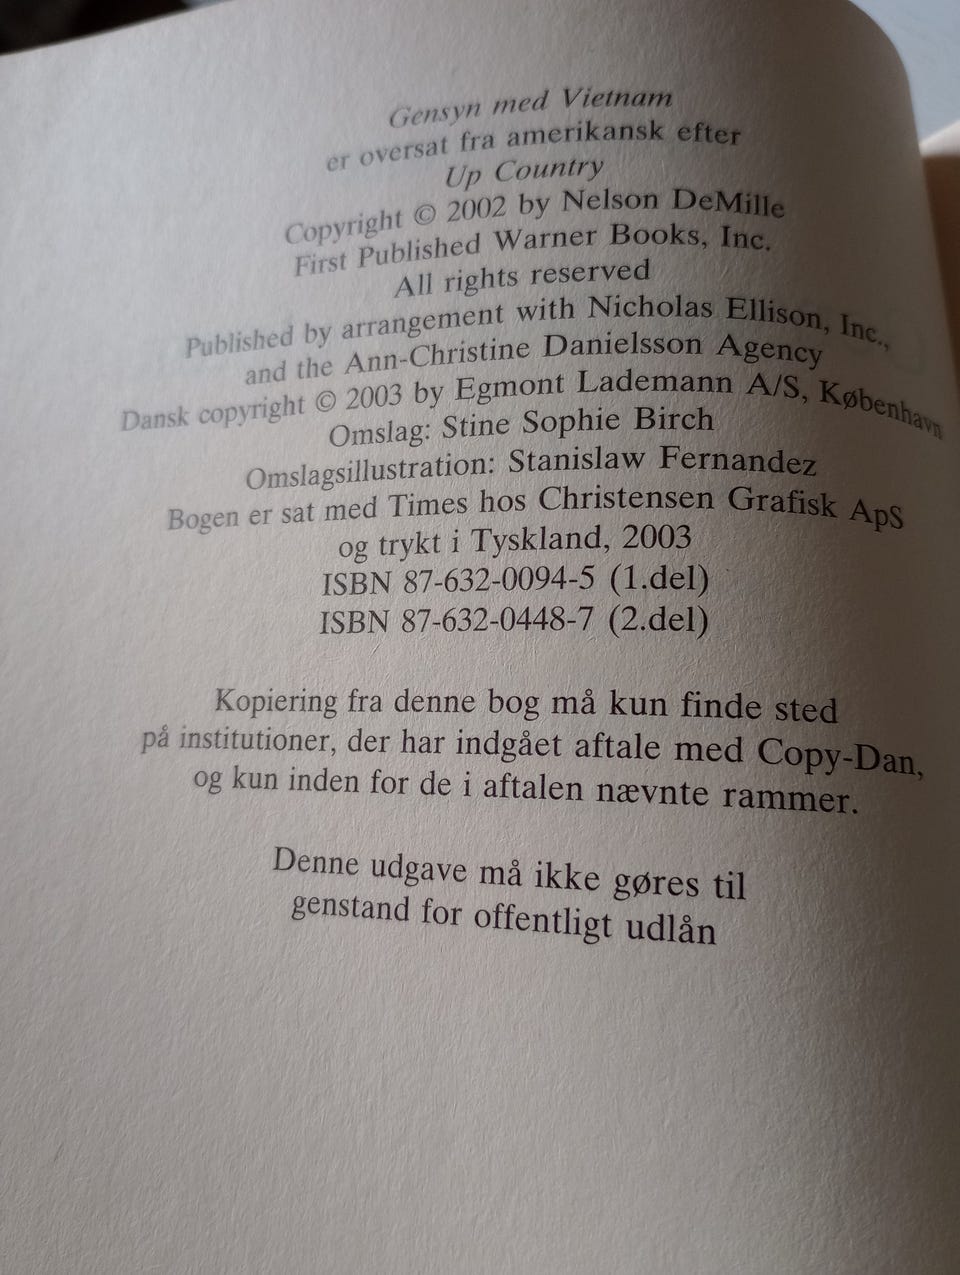 Gensyn med Vietnam
er oversat fra amerikansk efter
Up Country
Copyright © 2002 by Nelson DeMille
First Published Warner Books, Inc.
All rights reserved
Published by arrangement with Nicholas Ellison, Inc.,
and the Ann-Christine Danielsson Agency
Dansk copyright © 2003 by Egmont Lademann A/S, København
Omslag: Stine Sophie Birch
Omslagsillustration: Stanislaw Fernandez
Bogen er sat med Times hos Christensen Grafisk ApS
og trykt i Tyskland, 2003
ISBN 87-632-0094-5 (1.del)
ISBN 87-632-0448-7 (2.del)
Kopiering fra denne bog må kun finde sted
på institutioner, der har indgået aftale med Copy-Dan,
og kun inden for de i aftalen nævnte rammer.
Denne udgave må ikke gøres til
genstand for offentligt udlån